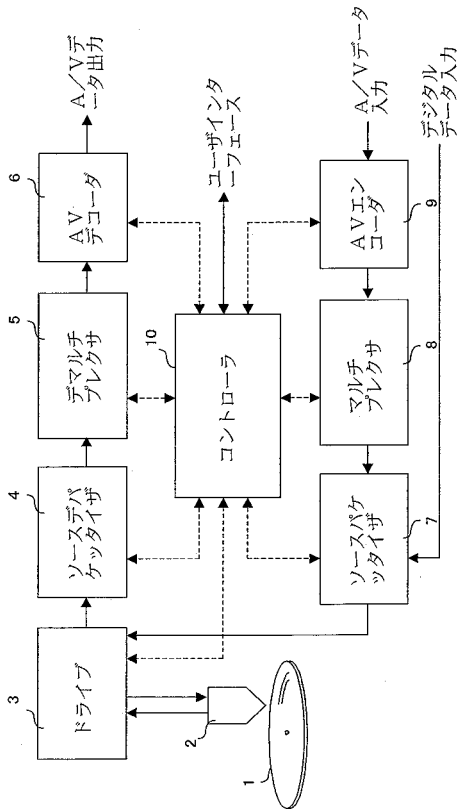 A/Vデ
ータ出力
6
AV
デコーダ
5
デマルチ
プレクサ
4
ソースデパ
ケッタイザ
3
ドライブ
ユーザインタ
ーフェース
10
コントローラ
2
1
A/Vデータ
入力
デジタル
データ入力
AVエン
コーダ
9
マルチ
プレクサ
8
ソースパケ
ッタイザ
7